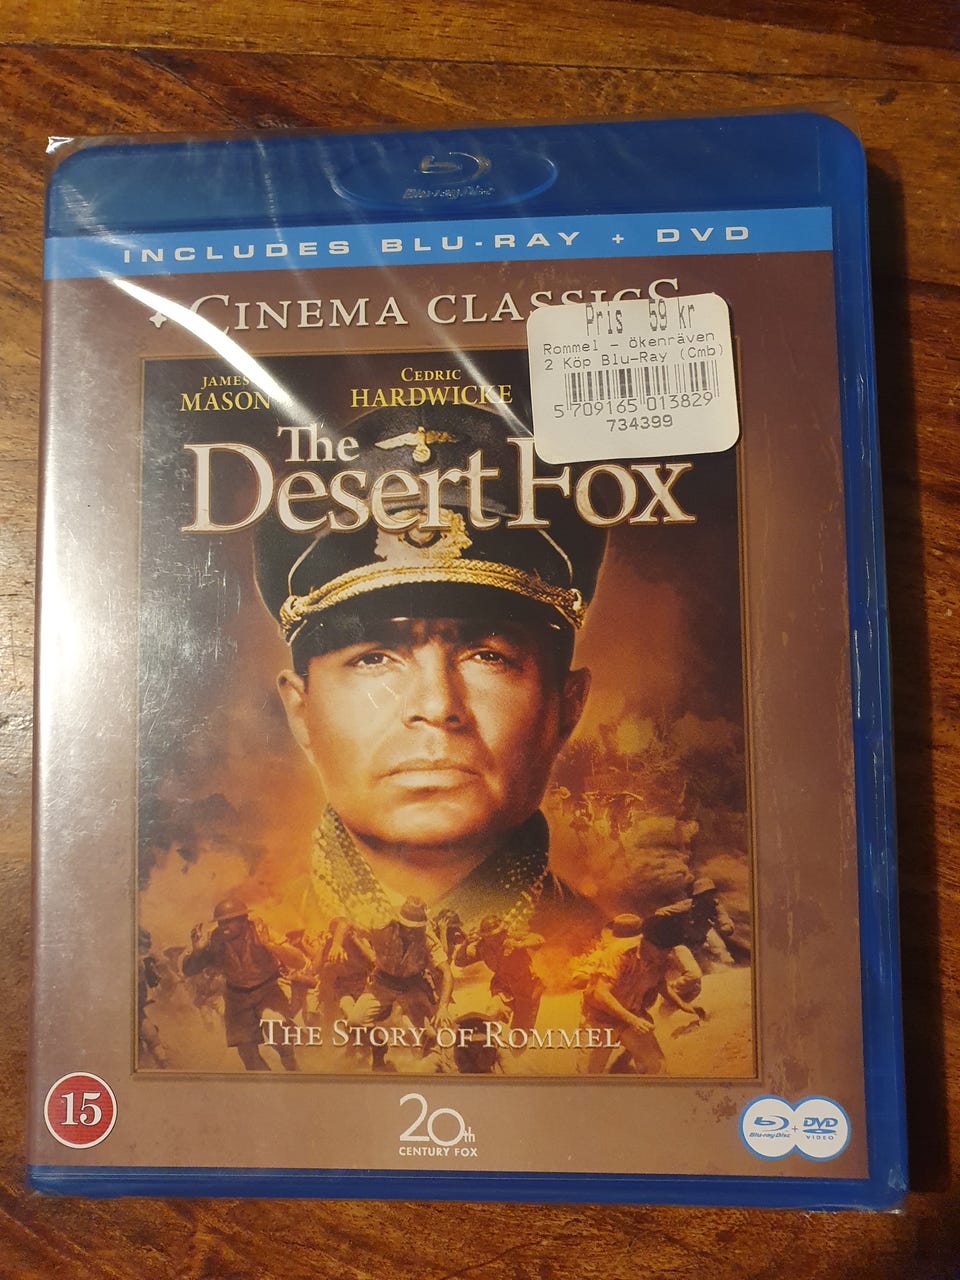 Blu-ray Disc
INCLUDES BLU-RAY + DVD
CINEMA CLASSICS
Pris 59 kr
Rommel - ökenräven
2 Köp Blu-Ray (Cmb)
5 709165 013829
734399
JAMES
MASON
CEDRIC
HARDWICKE
The
Desert Fox
THE STORY OF ROMMEL
15
20th
CENTURY FOX
Blu-ray Disc
+
DVD
VIDEO